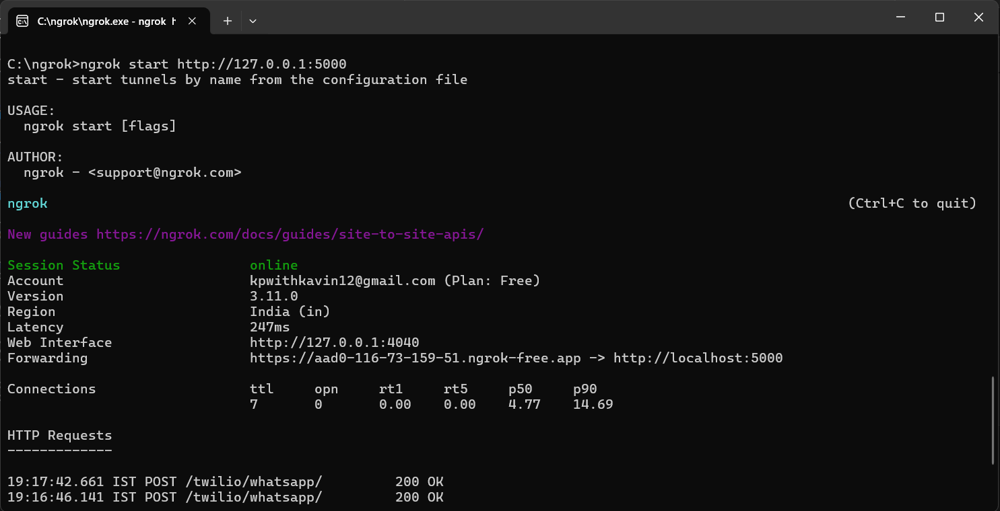 C:\ngrok\ngrok.exe - ngrok h
C:\ngrok>ngrok start http://127.0.0.1:5000
start - start tunnels by name from the configuration file
USAGE:
ngrok start [flags]
AUTHOR:
ngrok - <support@ngrok.com>
ngrok (Ctrl+C to quit)
New guides https://ngrok.com/docs/guides/site-to-site-apis/
Session Status online
Account kpwithkavin12@gmail.com (Plan: Free)
Version 3.11.0
Region India (in)
Latency 247ms
Web Interface http://127.0.0.1:4040
Forwarding https://aad0-116-73-159-51.ngrok-free.app -> http://localhost:5000
Connections ttl opn rt1 rt5 p50 p90
7 0 0.00 0.00 4.77 14.69
HTTP Requests
-------------
19:17:42.661 IST POST /twilio/whatsapp/ 200 OK
19:16:46.141 IST POST /twilio/whatsapp/ 200 OK